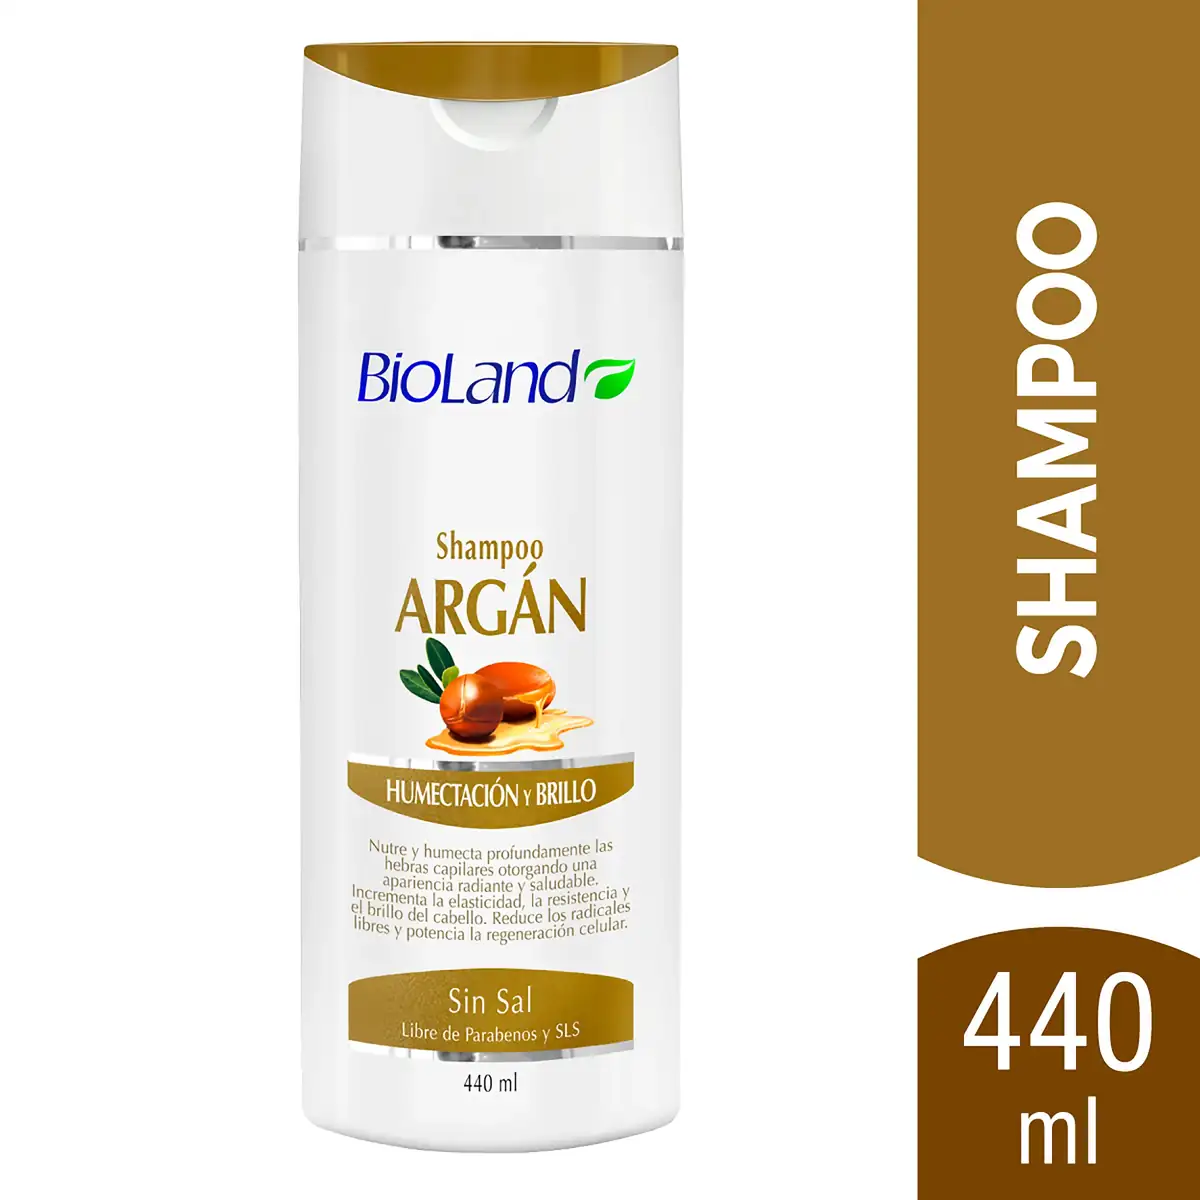 BioLand
Shampoo
ARGÁN
HUMECTACIÓN Y BRILLO
Nutre y humecta profundamente las
hebras capilares otorgando una
apariencia radiante y saludable.
Incrementa la elasticidad, la resistencia y
el brillo del cabello. Reduce los radicales
libres y potencia la regeneración celular.
Sin Sal
Libre de Parabenos y SLS
440 ml
SHAMPOO
440
ml